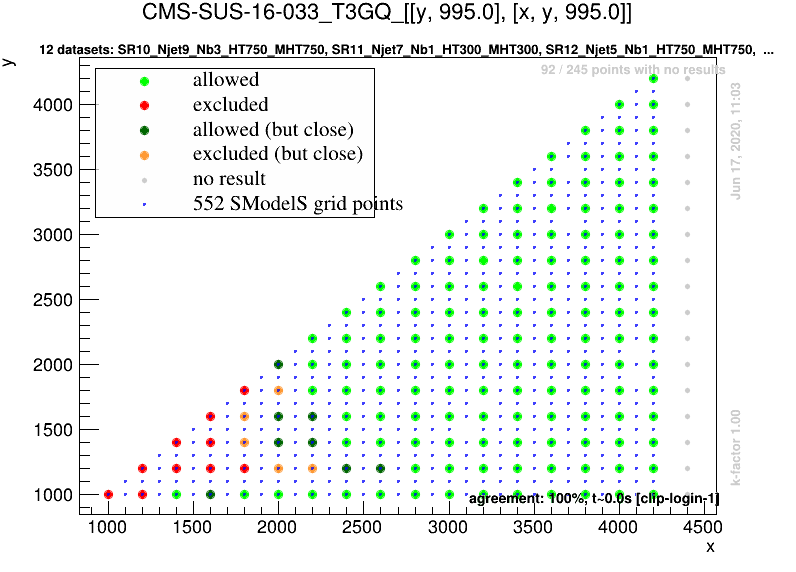 CMS-SUS-16-033_T3GQ_[[y, 995.0], [x, y, 995.0]]
12 datasets: SR10_Njet9_Nb3_HT750_MHT750, SR11_Njet7_Nb1_HT300_MHT300, SR12_Njet5_Nb1_HT750_MHT750, ...
y
92 / 245 points with no results
allowed
excluded
allowed (but close)
excluded (but close)
no result
552 SModelS grid points
Jun 17, 2020, 11:03
k-factor 1.00
4000
3500
3000
2500
2000
1500
1000
agreement: 100%, t~0.0s [clip-login-1]
1000 1500 2000 2500 3000 3500 4000 4500
x